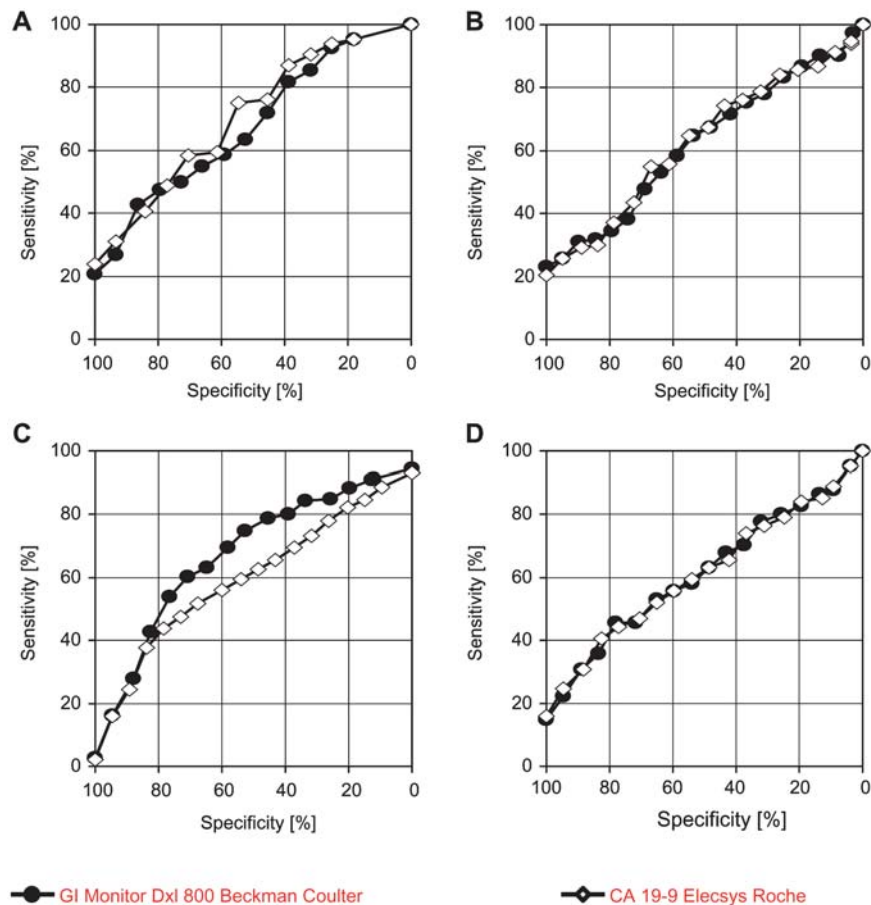 A
B
100
80
60
40
20
0
Sensitivity [%]
100 80 60 40 20 0
Specificity [%]
100
80
60
40
20
0
Sensitivity [%]
100 80 60 40 20 0
Specificity [%]
C
D
100
80
60
40
20
0
Sensitivity [%]
100 80 60 40 20 0
Specificity [%]
100
80
60
40
20
0
Sensitivity [%]
100 80 60 40 20 0
Specificity [%]
GI Monitor Dxl 800 Beckman Coulter
CA 19-9 Elecsys Roche